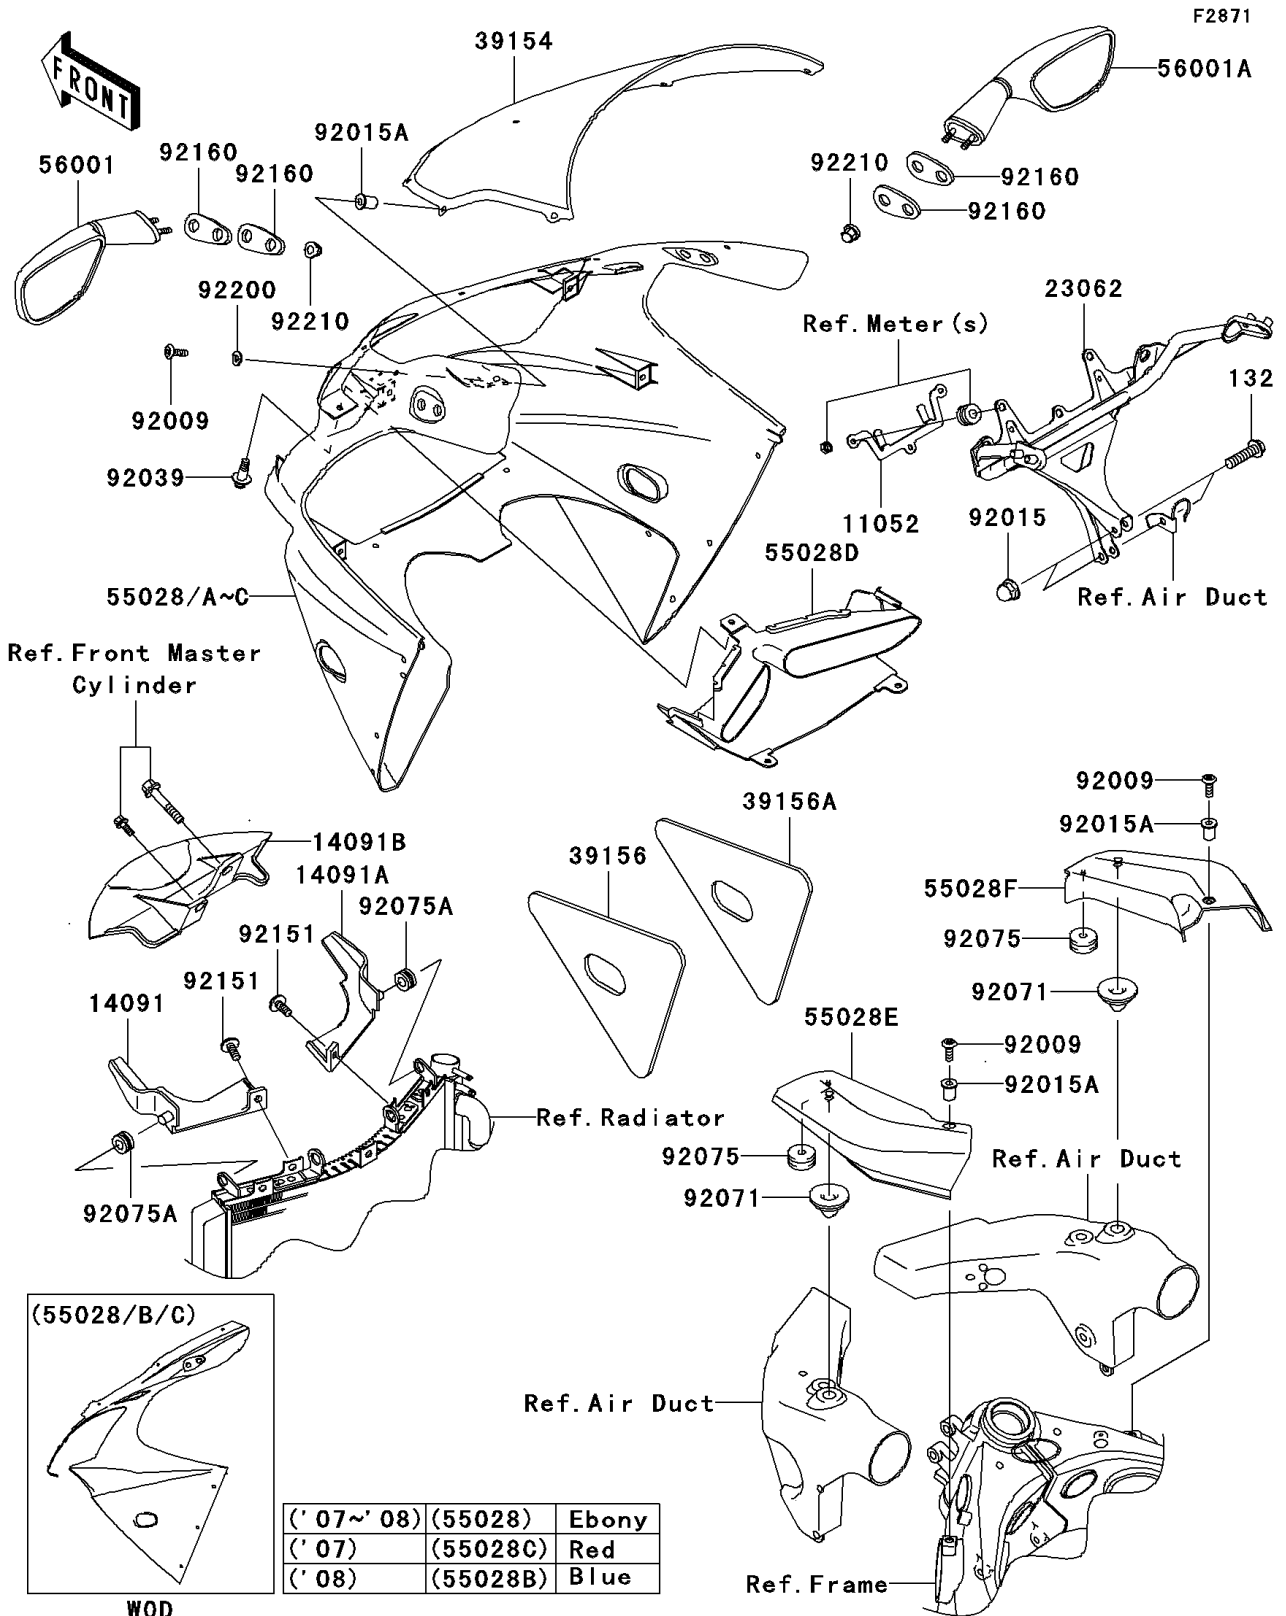 F2871
FRONT
39154
56001A
92015A
92160
56001
92160
92210
92160
92160
92200
92210
23062
Ref.Meter(s)
132
92009
92039
11052
92015
55028D
55028/A~C
Ref.Air Duct
Ref.Front Master
Cylinder
92009
39156A
92015A
14091B
39156
14091A
55028F
92075A
92151
92075
92151
92071
14091
55028E
92009
92015A
Ref.Radiator
92075
Ref.Air Duct
92071
92075A
(55028/B/C)
Ref.Air Duct
('07~'08) (55028) Ebony
('07) (55028C) Red
('08) (55028B) Blue
Ref.Frame
WOD